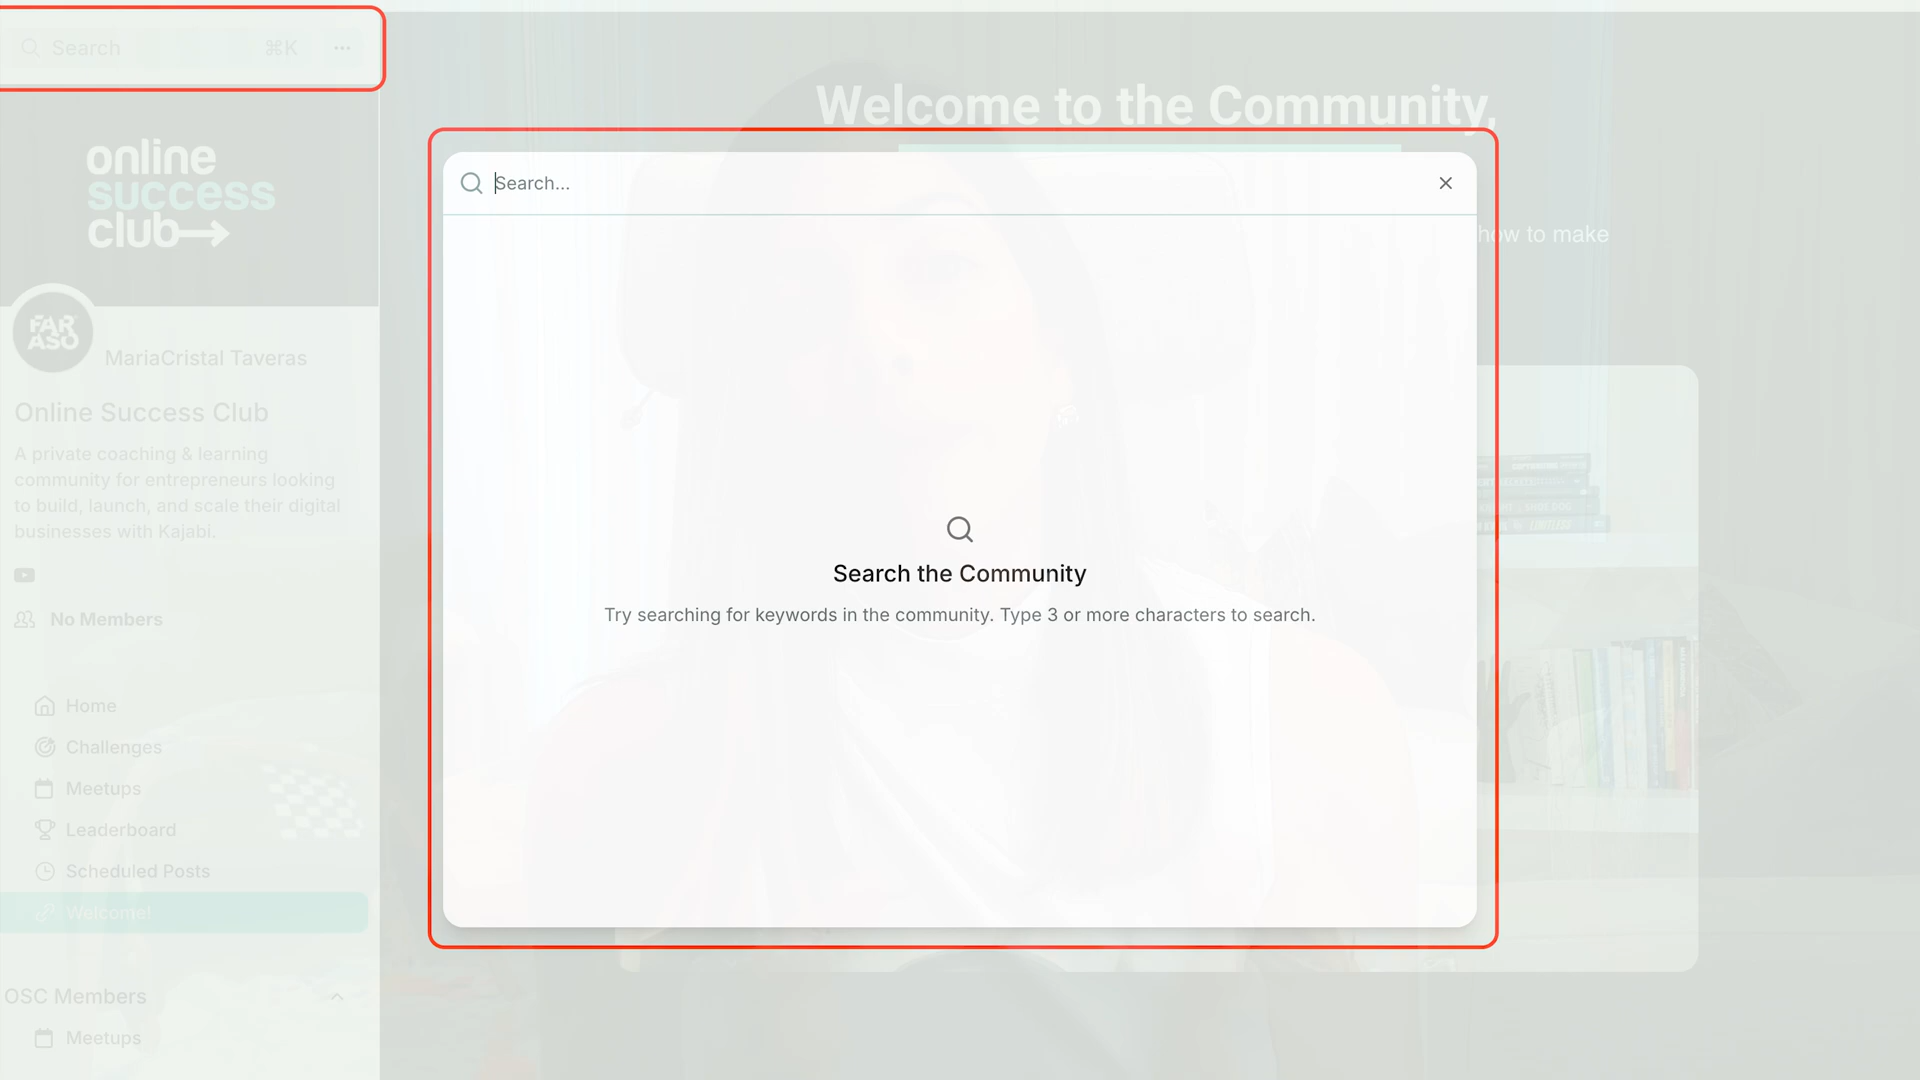 Search ⌘K ...
Welcome to the Community,
online
success
club
Search...
how to make
FAR
ASO
MariaCristal Taveras
Online Success Club
A private coaching & learning
community for entrepreneurs looking
to build, launch, and scale their digital
businesses with Kajabi.
No Members
Search the Community
Try searching for keywords in the community. Type 3 or more characters to search.
Home
Challenges
Meetups
Leaderboard
Scheduled Posts
Welcome!
OSC Members
Meetups